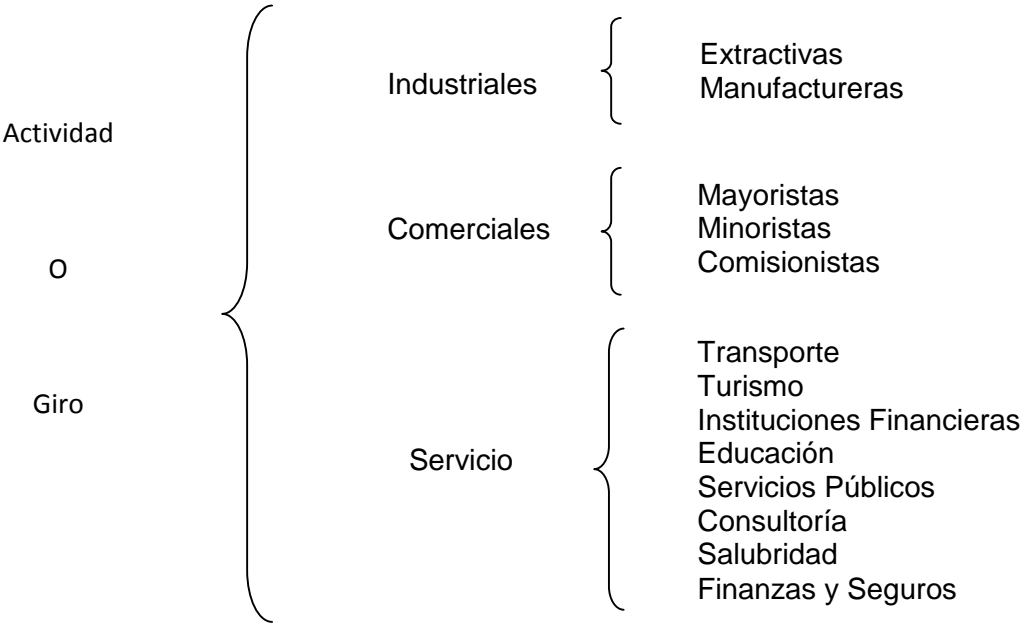 Actividad
O
Giro
Industriales
Extractivas
Manufactureras
Comerciales
Mayoristas
Minoristas
Comisionistas
Servicio
Transporte
Turismo
Instituciones Financieras
Educación
Servicios Públicos
Consultoría
Salubridad
Finanzas y Seguros